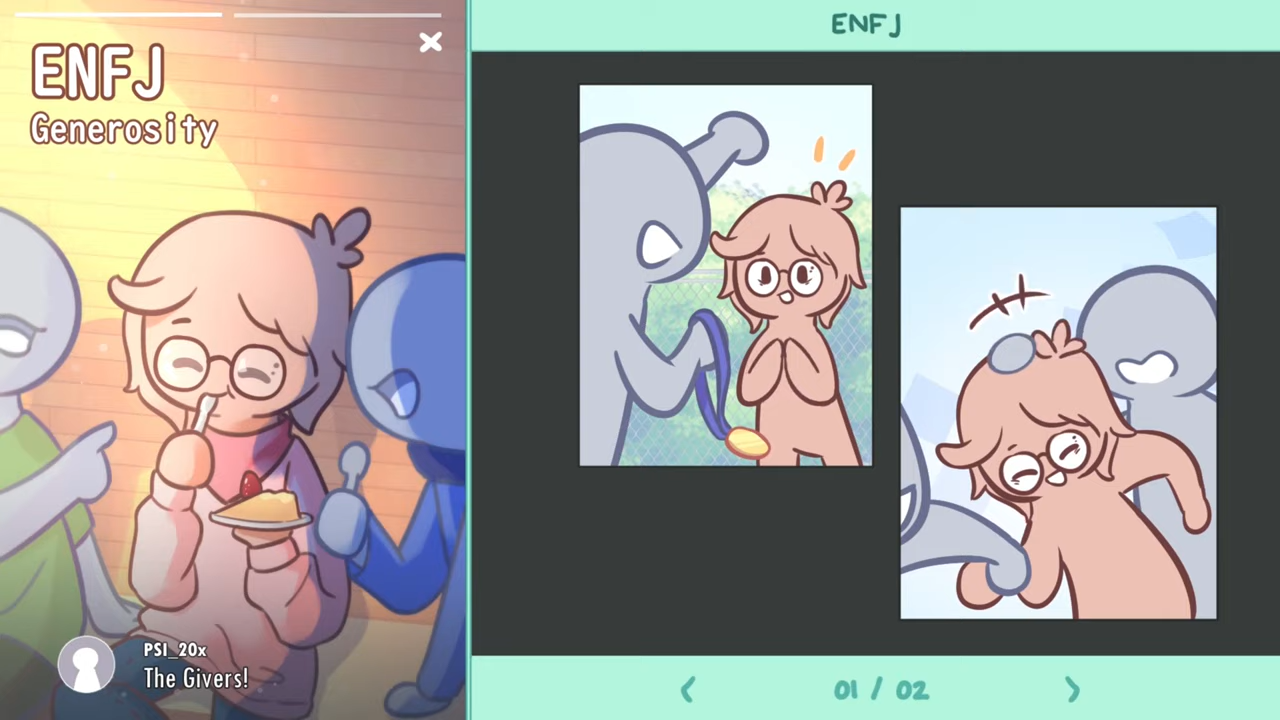 ENFJ
Generosity
PSI_20x
The Givers!
ENFJ
01 / 02